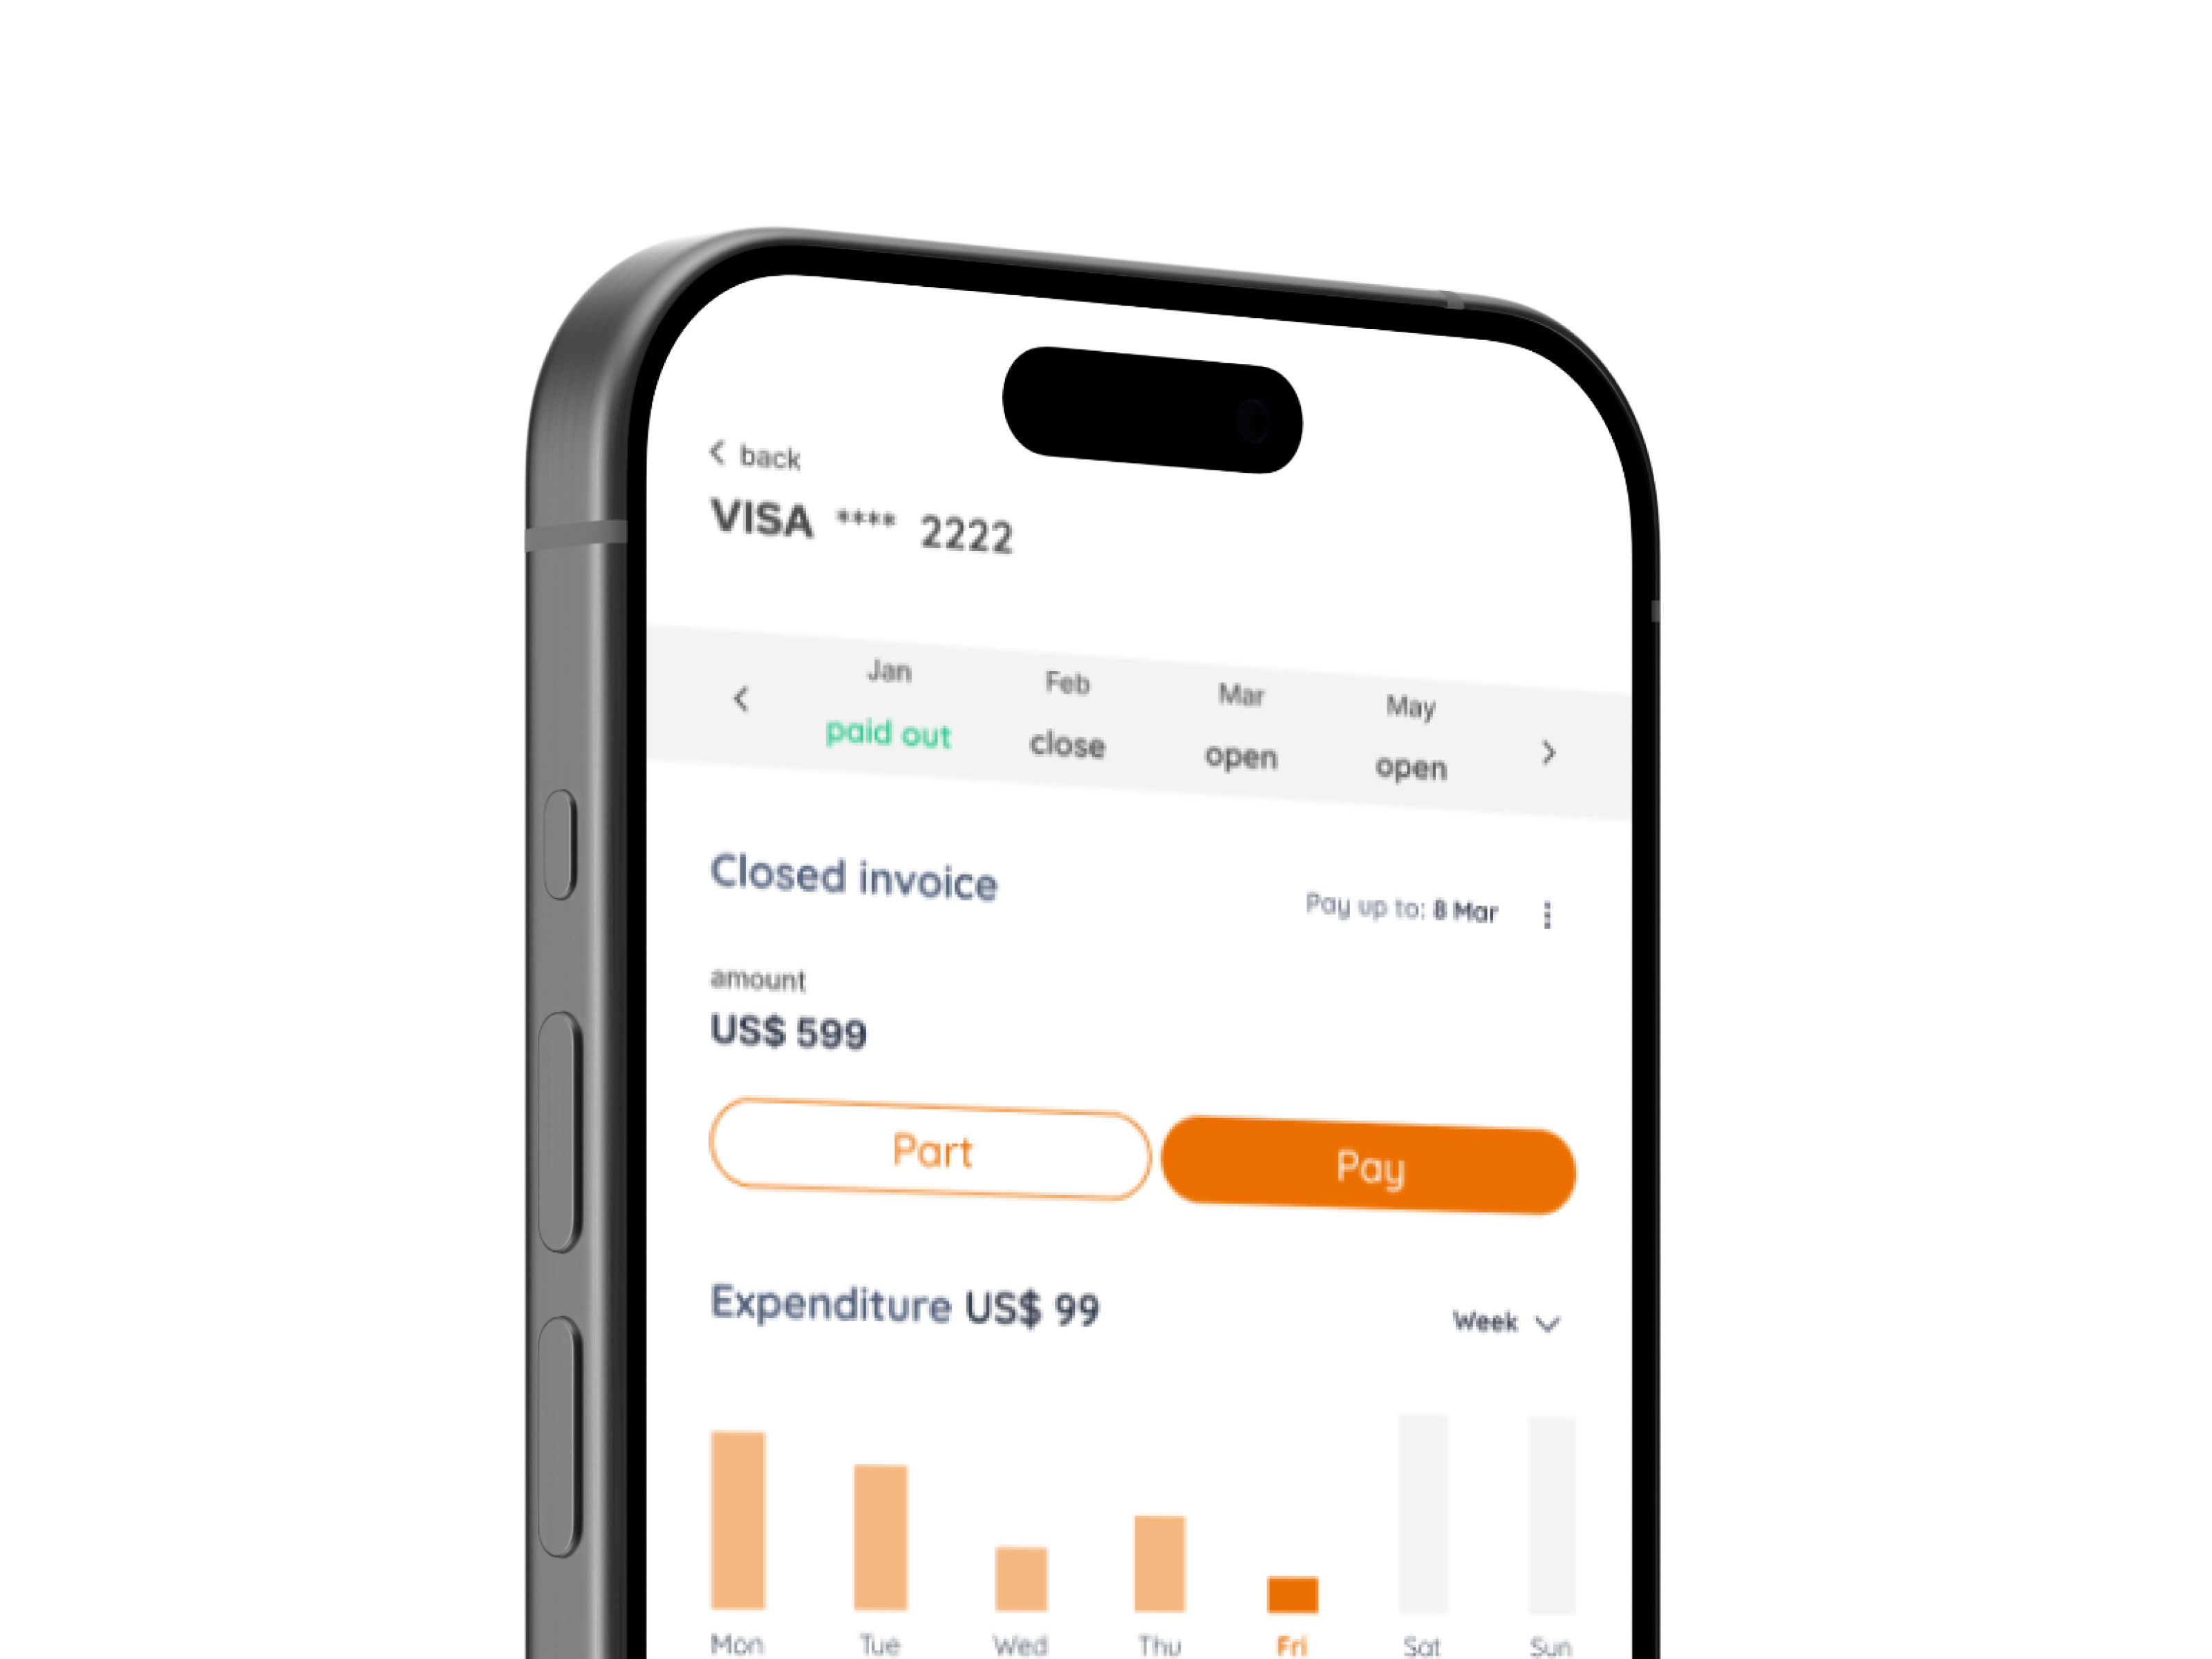 back
VISA **** 2222
Jan Feb Mar May
paid out close open open
Closed invoice
Pay up to: 8 Mar
amount
US$ 599
Part Pay
Expenditure US$ 99
Week
Mon Tue Wed Thu Fri Sat Sun